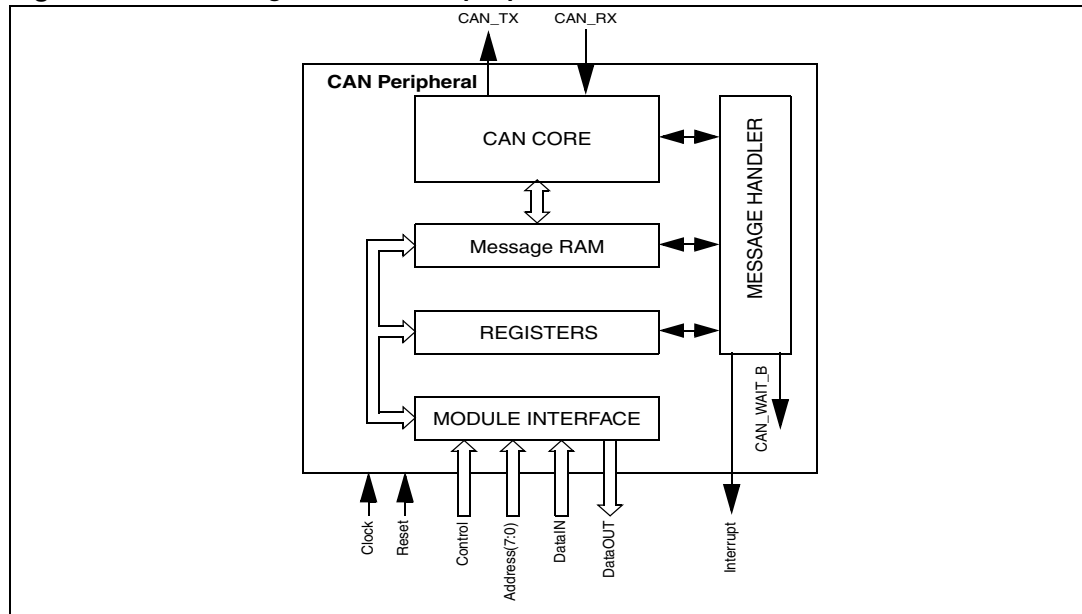 CAN_TX
CAN_RX
CAN Peripheral
CAN CORE
MESSAGE HANDLER
Message RAM
REGISTERS
MODULE INTERFACE
CAN_WAIT_B
Clock
Reset
Control
Address(7:0)
DataIN
DataOUT
Interrupt